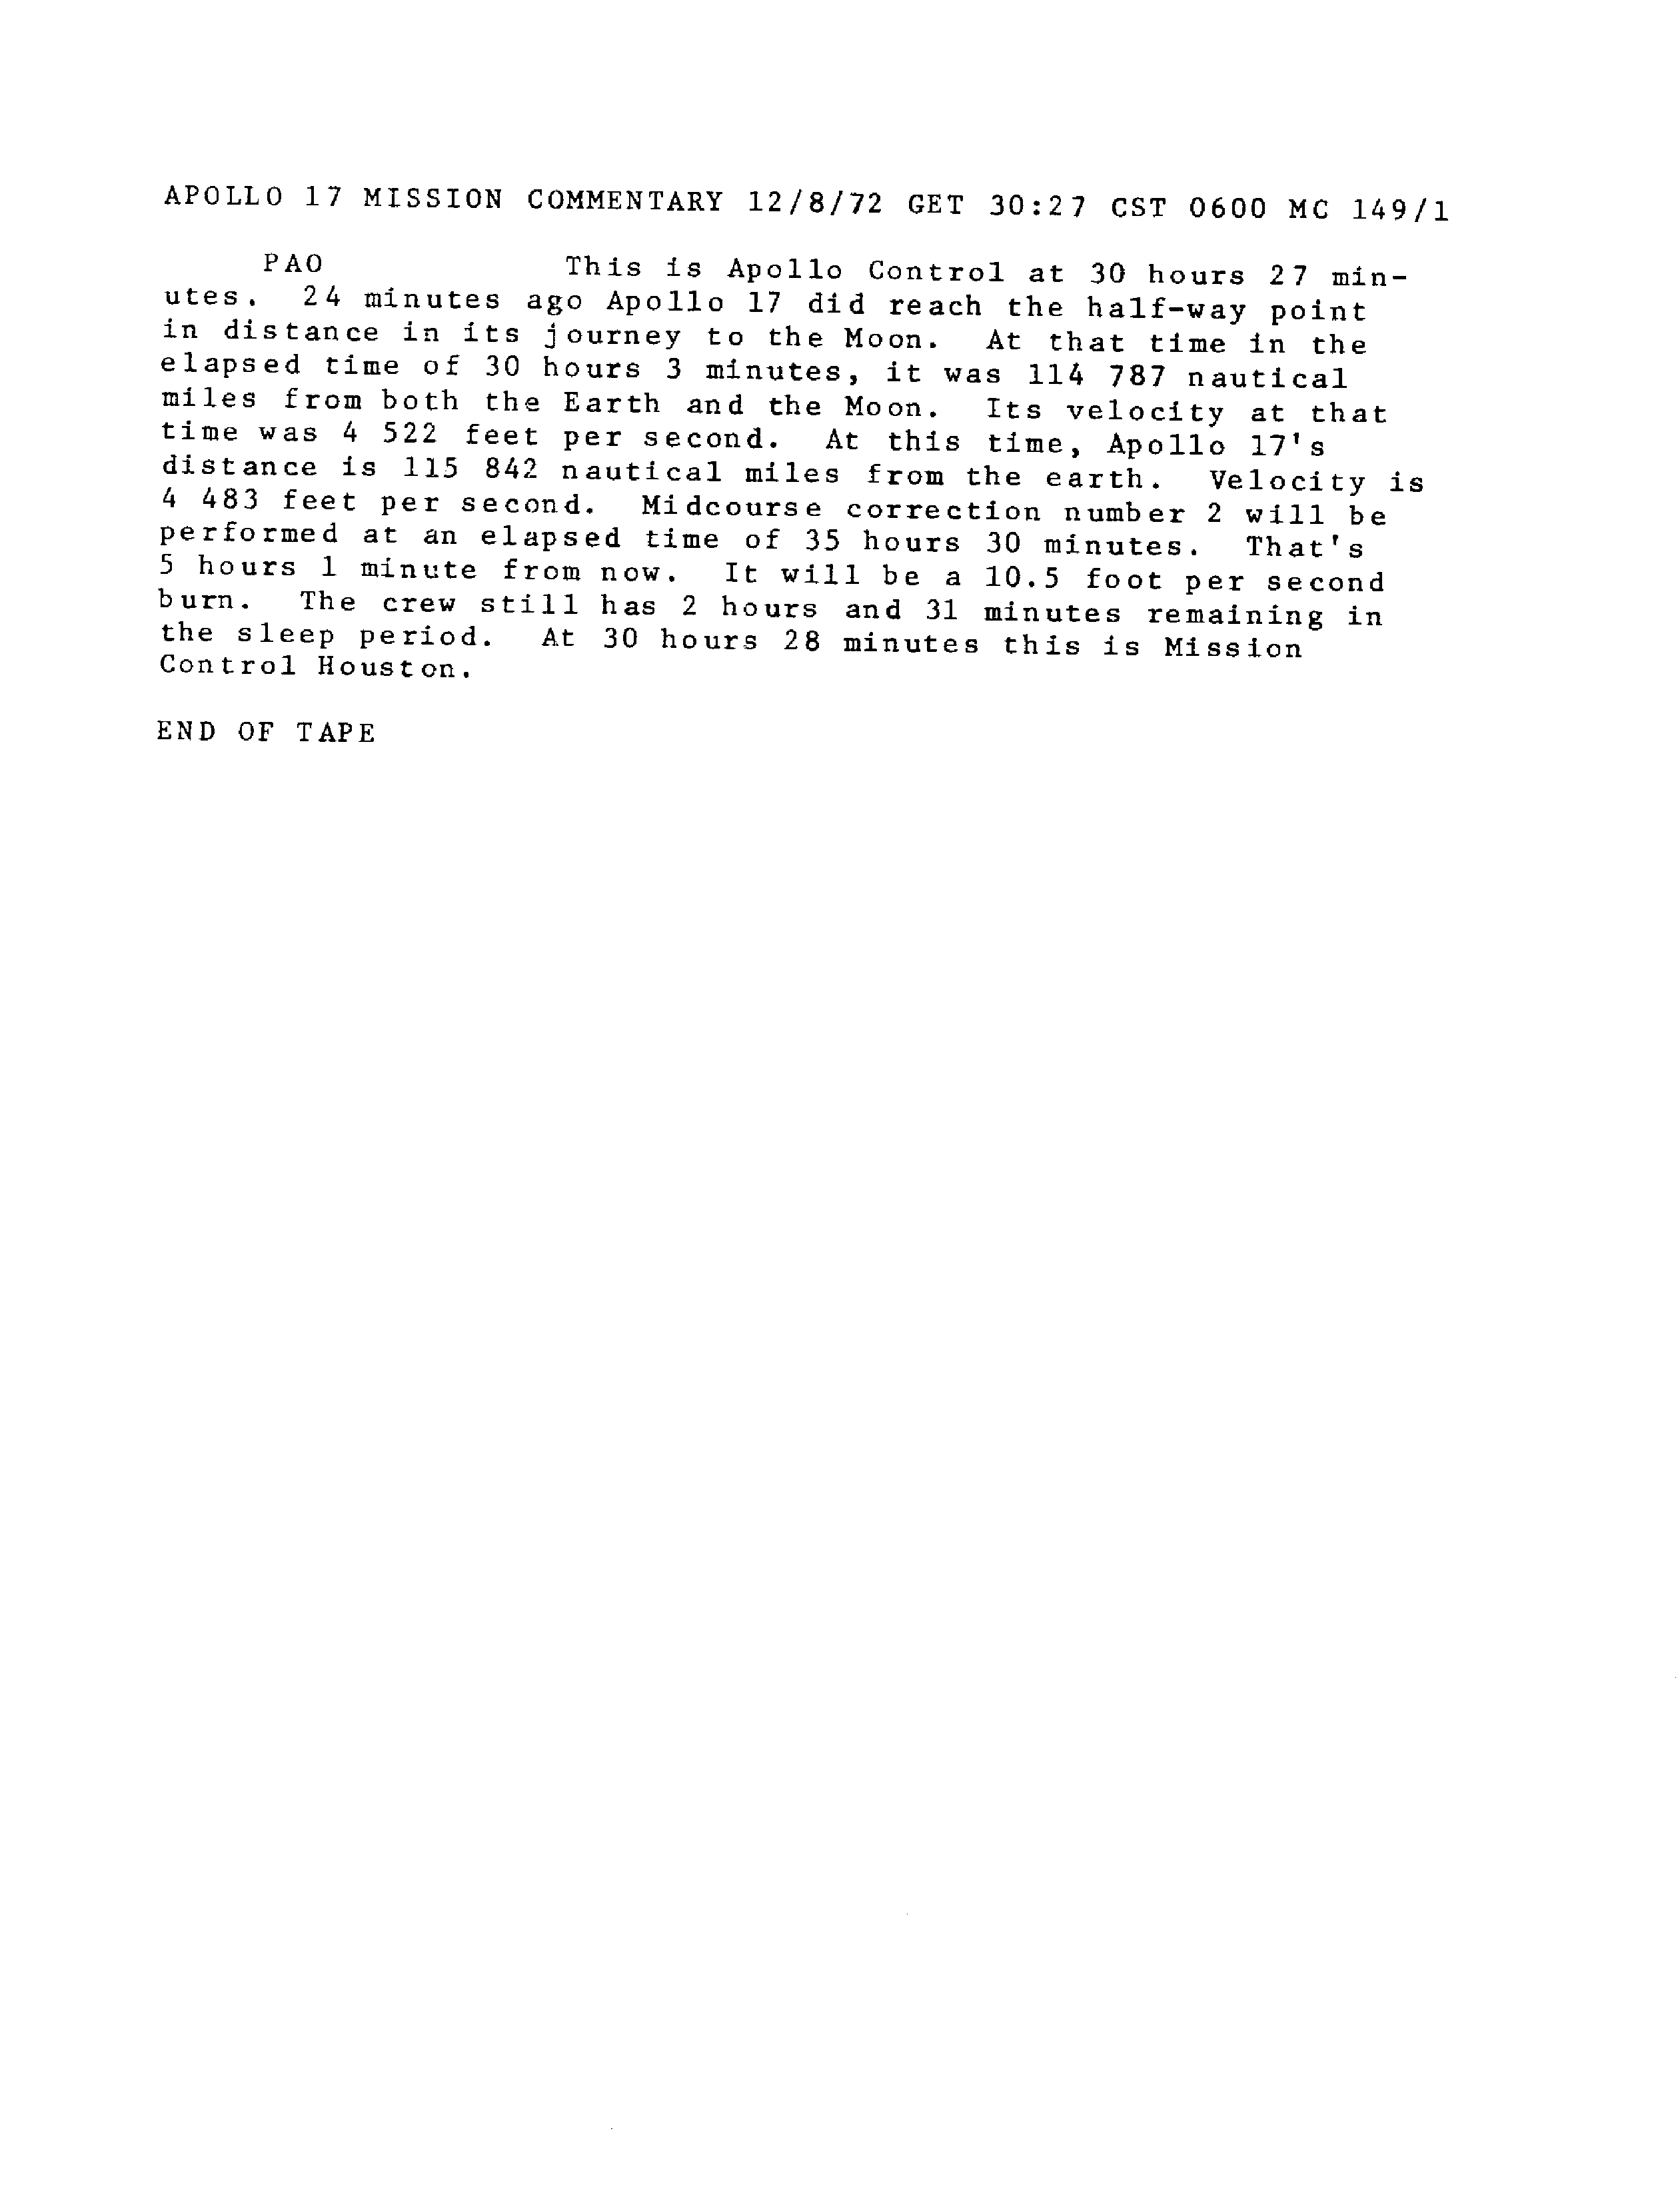 APOLLO 17 MISSION COMMENTARY 12/8/72 GET 30:27 CST 0600 MC 149/1
PAO This is Apollo Control at 30 hours 27 min-
utes. 24 minutes ago Apollo 17 did reach the half-way point
in distance in its journey to the Moon. At that time in the
elapsed time of 30 hours 3 minutes, it was 114 787 nautical
miles from both the Earth and the Moon. Its velocity at that
time was 4 522 feet per second. At this time, Apollo 17's
distance is 115 842 nautical miles from the earth. Velocity is
4 483 feet per second. Midcourse correction number 2 will be
performed at an elapsed time of 35 hours 30 minutes. That's
5 hours 1 minute from now. It will be a 10.5 foot per second
burn. The crew still has 2 hours and 31 minutes remaining in
the sleep period. At 30 hours 28 minutes this is Mission
Control Houston.
END OF TAPE